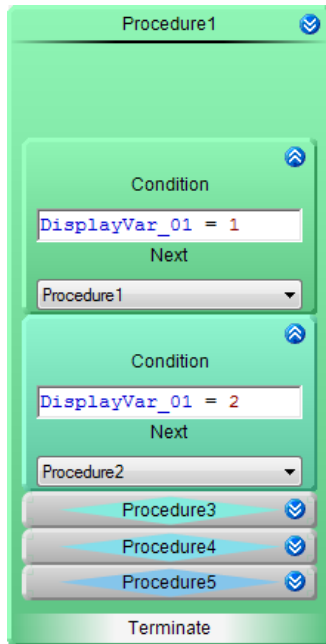 Procedure1
Condition
DisplayVar_01 = 1
Next
Procedure1
Condition
DisplayVar_01 = 2
Next
Procedure2
Procedure3
Procedure4
Procedure5
Terminate